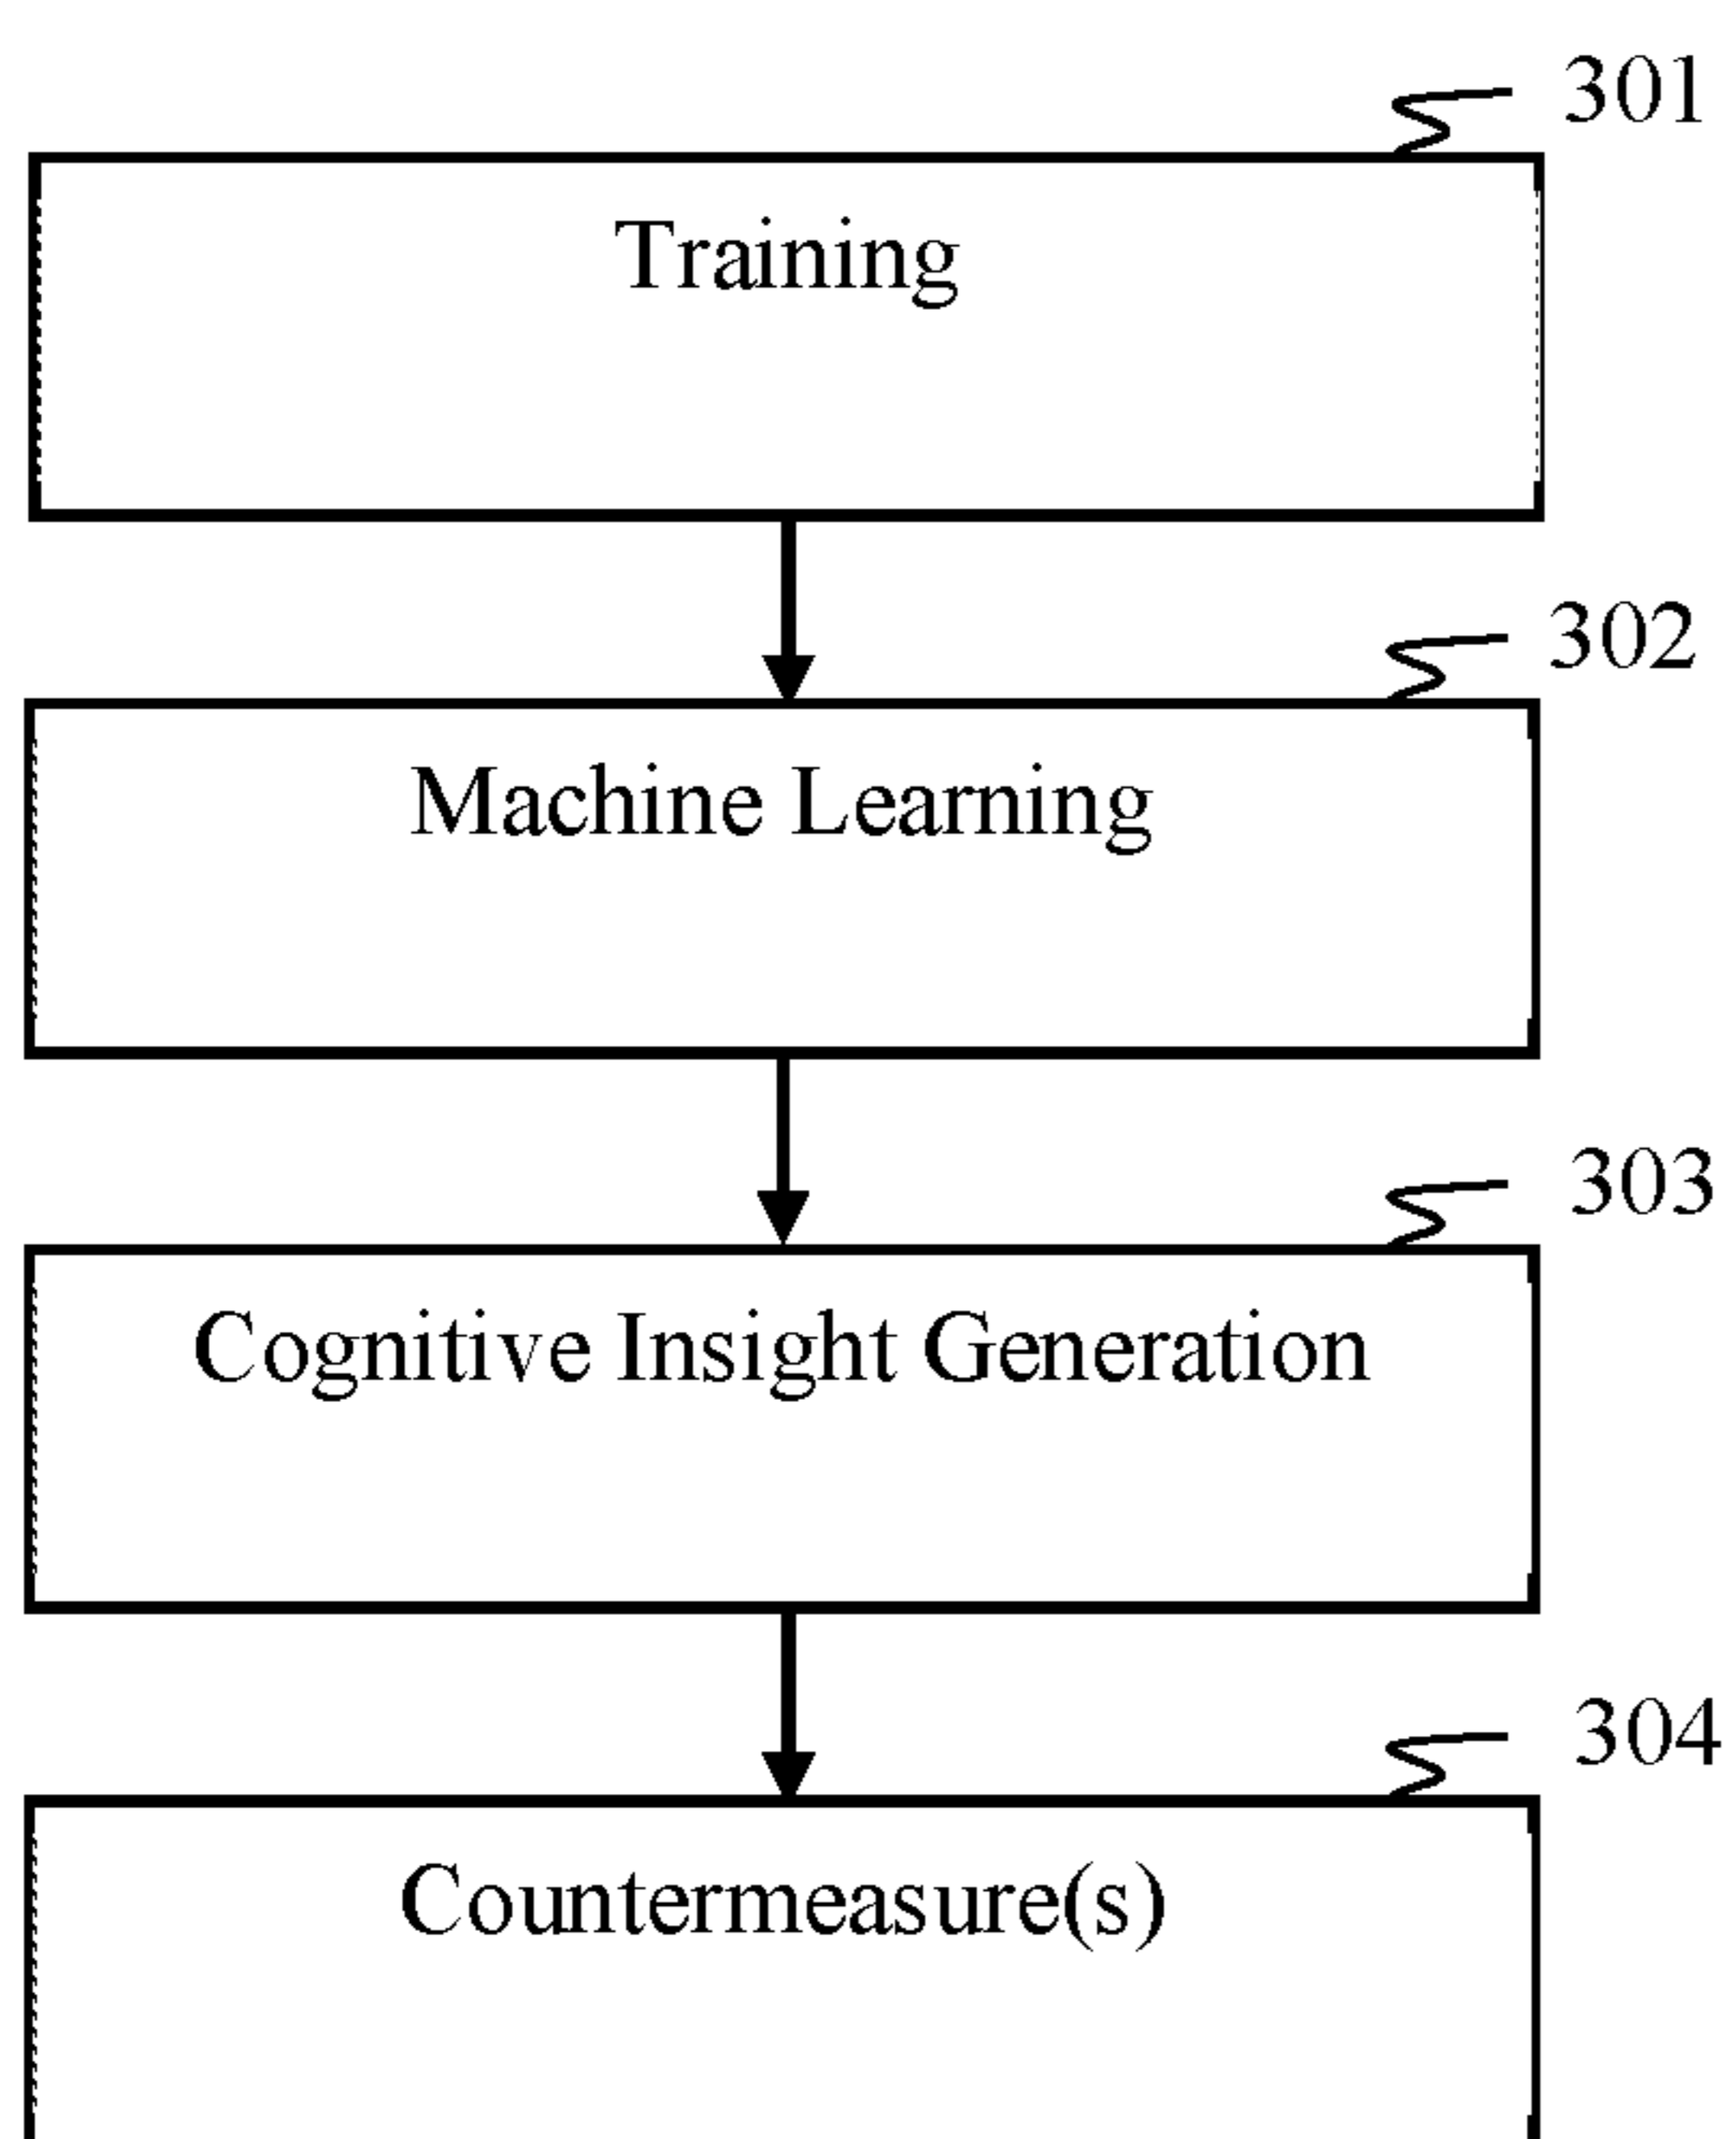 301
Training
302
Machine Learning
303
Cognitive Insight Generation
304
Countermeasure(s)